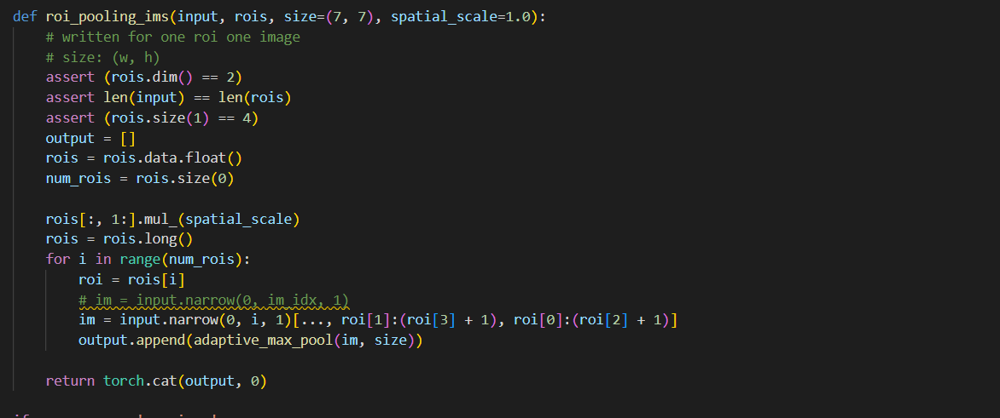 def roi_pooling_ims(input, rois, size=(7, 7), spatial_scale=1.0):
# written for one roi one image
# size: (w, h)
assert (rois.dim() == 2)
assert len(input) == len(rois)
assert (rois.size(1) == 4)
output = []
rois = rois.data.float()
num_rois = rois.size(0)
rois[:, 1:].mul_(spatial_scale)
rois = rois.long()
for i in range(num_rois):
roi = rois[i]
# im = input.narrow(0, im_idx, 1)
im = input.narrow(0, i, 1)[..., roi[1]:(roi[3] + 1), roi[0]:(roi[2] + 1)]
output.append(adaptive_max_pool(im, size))
return torch.cat(output, 0)